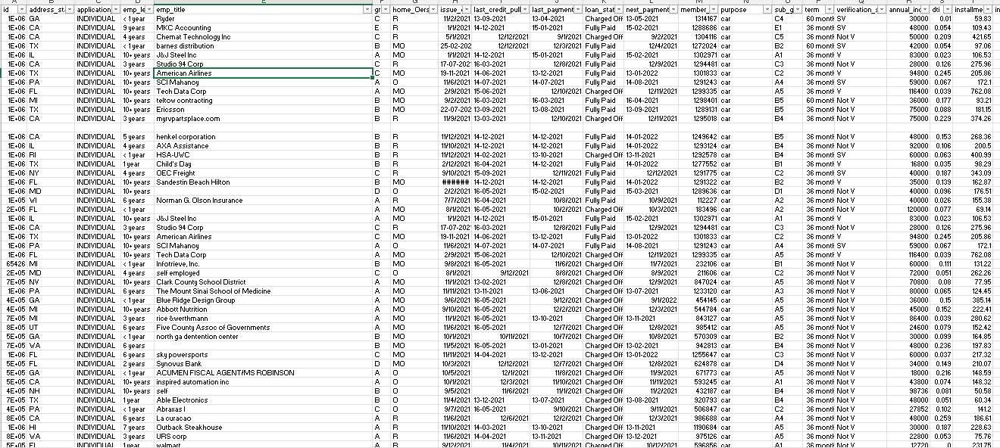 id address_st application emp_le emp_title gr home_Oers issue_ last_credit_pull last_payment loan_stat next_payment member_ purpose sub_g term verification_s annual_inc dti installme in
1E+06 GA INDIVIDUAL < 1 year Ryder C R 11/2/2021 13-09-2021 13-04-2021 Charged Off 13-05-2021 1314167 car C4 60 month SV 30000 0.01 59.83
1E+06 CA INDIVIDUAL 9 years MKC Accounting E R 1/1/2021 14-12-2021 15-01-2021 Fully Paid 15-02-2021 1288686 car E1 36 month SV 48000 0.054 109.43
1E+06 CA INDIVIDUAL 4 years Chemat Technology Inc C R 5/1/2021 12/12/2021 9/1/2021 Charged Off 9/2/2021 1304116 car C5 36 month Not V 50000 0.209 421.65
1E+06 TX INDIVIDUAL < 1 year barnes distribution B MO 25-02-202 12/12/2021 12/3/2021 Fully Paid 12/4/2021 1272024 car B2 60 month SV 42000 0.054 97.06
1E+06 IL INDIVIDUAL 10+ years J&J Steel Inc A MO 1/1/2021 14-12-2021 15-01-2021 Fully Paid 15-02-2021 1302971 car A1 36 month V 83000 0.023 106.53
1E+06 CA INDIVIDUAL 3 years Studio 94 Corp C R 17-07-202 16-03-2021 12/8/2021 Charged Off 12/9/2021 1294481 car C3 36 month Not V 28000 0.126 275.96
1E+06 TX INDIVIDUAL 10+ years American Airlines C MO 19-11-2021 14-06-2021 13-12-2021 Fully Paid 13-01-2022 1301833 car C2 36 month V 94800 0.245 205.86
1E+06 PA INDIVIDUAL 10+ years SCI Mahanoy A O 11/6/2021 14-07-2021 14-07-2021 Fully Paid 14-08-2021 1291243 car A4 36 month SV 59000 0.067 172.1
1E+06 FL INDIVIDUAL 10+ years Tech Data Corp A MO 2/9/2021 15-06-2021 12/10/2021 Charged Off 12/11/2021 1299335 car A5 36 month V 116400 0.039 762.08
1E+06 MI INDIVIDUAL 10+ years teltow contracting B MO 9/2/2021 16-03-2021 16-03-2021 Fully Paid 16-04-2021 1298401 car B5 60 month Not V 36000 0.177 93.21
1E+06 TX INDIVIDUAL 10+ years Ericsson B MO 22-07-202 13-09-2021 13-08-2021 Fully Paid 13-09-2021 1289131 car B5 36 month Not V 75000 0.088 181.15
1E+06 CA INDIVIDUAL 3 years myrvpartsplace.com B R 11/9/2021 13-03-2021 12/10/2021 Charged Off 12/11/2021 1295018 car B4 36 month Not V 75000 0.229 374.26
1E+06 CA INDIVIDUAL 5 years henkel corporation B R 11/12/2021 14-12-2021 14-12-2021 Fully Paid 14-01-2022 1249642 car B5 36 month Not V 48000 0.153 268.36
1E+06 IL INDIVIDUAL 4 years AXA Assistance B R 11/10/2021 14-12-2021 14-12-2021 Fully Paid 14-01-2022 1293124 car B4 36 month Not V 92000 0.106 200.5
1E+06 RI INDIVIDUAL < 1 year HSA-UWC B R 11/12/2021 14-02-2021 13-10-2021 Charged Off 13-11-2021 1292578 car B4 36 month SV 60000 0.063 400.99
1E+06 TX INDIVIDUAL 1 year Child's Day B R 2/12/2021 16-04-2021 14-12-2021 Fully Paid 14-01-2022 1277552 car B1 36 month V 16800 0.035 98.29
1E+06 NY INDIVIDUAL 4 years OEC Freight C R 9/10/2021 15-09-2021 12/11/2021 Fully Paid 12/12/2021 1291775 car C2 36 month SV 40000 0.187 343.09
1E+06 FL INDIVIDUAL 10+ years Sandestin Beach Hilton B MO ###### 14-12-2021 14-12-2021 Fully Paid 14-01-2022 1291322 car B2 36 month V 35000 0.139 162.87
1E+06 MD INDIVIDUAL 10+ years D O 2/2/2021 16-05-2021 15-02-2021 Fully Paid 15-03-2021 1289636 car D1 36 month Not V 40000 0.096 176.51
1E+05 WI INDIVIDUAL 6 years Norman G. Olson Insurance A R 7/7/2021 16-04-2021 10/8/2021 Fully Paid 10/9/2021 112227 car A2 36 month Not V 40000 0.026 155.38
2E+05 FL INDIVIDUAL < 1 year A MO 8/1/2021 16-05-2021 10/2/2021 Charged Off 10/3/2021 183496 car A2 36 month Not V 120000 0.077 69.14
1E+06 IL INDIVIDUAL 10+ years J&J Steel Inc A MO 1/1/2021 14-12-2021 15-01-2021 Fully Paid 15-02-2021 1302971 car A1 36 month V 83000 0.023 106.53
1E+06 CA INDIVIDUAL 3 years Studio 94 Corp C R 17-07-202 16-03-2021 12/8/2021 Charged Off 12/9/2021 1294481 car C3 36 month Not V 28000 0.126 275.96
1E+06 TX INDIVIDUAL 10+ years American Airlines C MO 19-11-2021 14-06-2021 13-12-2021 Fully Paid 13-01-2022 1301833 car C2 36 month V 94800 0.245 205.86
1E+06 PA INDIVIDUAL 10+ years SCI Mahanoy A O 11/6/2021 14-07-2021 14-07-2021 Fully Paid 14-08-2021 1291243 car A4 36 month SV 59000 0.067 172.1
1E+06 FL INDIVIDUAL 10+ years Tech Data Corp A MO 2/9/2021 15-06-2021 12/10/2021 Charged Off 12/11/2021 1299335 car A5 36 month V 116400 0.039 762.08
65426 MI INDIVIDUAL < 1 year Infotrieve, Inc. B MO 9/8/2021 16-05-2021 11/6/2021 Charged Off 11/7/2021 232106 car B1 36 month Not V 60000 0.111 131.22
2E+05 MD INDIVIDUAL 4 years self employed C O 8/1/2021 9/12/2021 8/8/2021 Charged Off 8/9/2021 211606 car C2 36 month Not V 72000 0.051 262.26
7E+05 NV INDIVIDUAL 10+ years Clark County School District A MO 11/1/2021 13-02-2021 12/8/2021 Charged Off 12/9/2021 847024 car A5 36 month Not V 70800 0.08 77.95
1E+06 PA INDIVIDUAL 6 years The Mount Sinai School of Medicine A MO 11/11/2021 13-11-2021 13-06-2021 Charged Off 13-07-2021 1233120 car A3 36 month Not V 80000 0.065 124.45
4E+05 GA INDIVIDUAL < 1 year Blue Ridge Design Group A MO 9/6/2021 16-05-2021 9/12/2021 Charged Off 9/1/2022 454145 car A5 36 month Not V 36000 0.15 385.14
4E+05 MI INDIVIDUAL 10+ years Abbott Nutrition A MO 9/10/2021 16-05-2021 12/2/2021 Charged Off 12/3/2021 544784 car A5 36 month Not V 45000 0.152 222.41
7E+05 MI INDIVIDUAL 3 years rice &werthmann A MO 11/1/2021 16-05-2021 13-10-2021 Charged Off 13-11-2021 843127 car A5 36 month Not V 86400 0.039 280.62
8E+05 UT INDIVIDUAL 6 years Five County Assoc of Governments A MO 11/6/2021 16-05-2021 12/7/2021 Charged Off 12/8/2021 985412 car A5 36 month Not V 24600 0.079 152.42
5E+05 GA INDIVIDUAL < 1 year north ga dentention center B MO 10/1/2021 10/11/2021 10/7/2021 Charged Off 10/8/2021 570309 car B2 36 month Not V 30000 0.099 164.85
7E+05 WA INDIVIDUAL 6 years B MO 11/5/2021 16-05-2021 13-01-2021 Charged Off 13-02-2021 942813 car B4 36 month Not V 48000 0.236 197.83
1E+06 FL INDIVIDUAL 6 years sky powersports C MO 11/11/2021 14-04-2021 13-12-2021 Charged Off 13-01-2022 1255647 car C3 36 month Not V 60000 0.037 217.32
5E+05 FL INDIVIDUAL 2 years Synovus Bank D MO 10/3/2021 12/12/2021 12/7/2021 Charged Off 12/8/2021 624878 car D4 36 month Not V 34000 0.149 210.07
5E+05 GA INDIVIDUAL < 1 year ACUMEN FISCAL AGENT/MS ROBINSON A O 10/5/2021 12/1/2021 11/8/2021 Charged Off 11/9/2021 671773 car A5 36 month Not V 18000 0.216 148.59
5E+05 CA INDIVIDUAL 10+ years inspired automation inc A O 10/1/2021 12/3/2021 11/10/2021 Charged Off 11/11/2021 593245 car A1 36 month Not V 43800 0.074 148.32
4E+05 NH INDIVIDUAL 10+ years self B O 9/5/2021 11/6/2021 11/1/2021 Charged Off 11/2/2021 432187 car B4 36 month Not V 98736 0.081 50.58
7E+05 TX INDIVIDUAL 1 year Able Electronics B O 11/4/2021 13-12-2021 13-07-2021 Charged Off 13-08-2021 920793 car B4 36 month Not V 48000 0.051 60.34
4E+05 PA INDIVIDUAL < 1 year Abraxas I C O 9/7/2021 16-05-2021 9/10/2021 Charged Off 9/11/2021 506847 car C2 36 month Not V 27852 0.102 141.2
8E+05 CA INDIVIDUAL 6 years La curacao A R 11/6/2021 12/6/2021 12/2/2021 Charged Off 12/3/2021 986688 car A4 36 month Not V 48000 0.259 186.61
1E+06 HI INDIVIDUAL 7 years Outback Steakhouse A R 11/10/2021 14-03-2021 13-10-2021 Charged Off 13-11-2021 1190684 car A5 36 month Not V 30000 0.187 228.63
8E+05 WA INDIVIDUAL 3 years URS corp A R 11/6/2021 14-04-2021 13-11-2021 Charged Off 13-12-2021 975126 car A5 36 month Not V 22800 0.053 75.76
5E+05 FL INDIVIDUAL 1 year walmart A R 9/12/2021 11/4/2021 10/11/2021 Charged Off 10/12/2021 596856 car A1 36 month Not V 12720 0 231.75